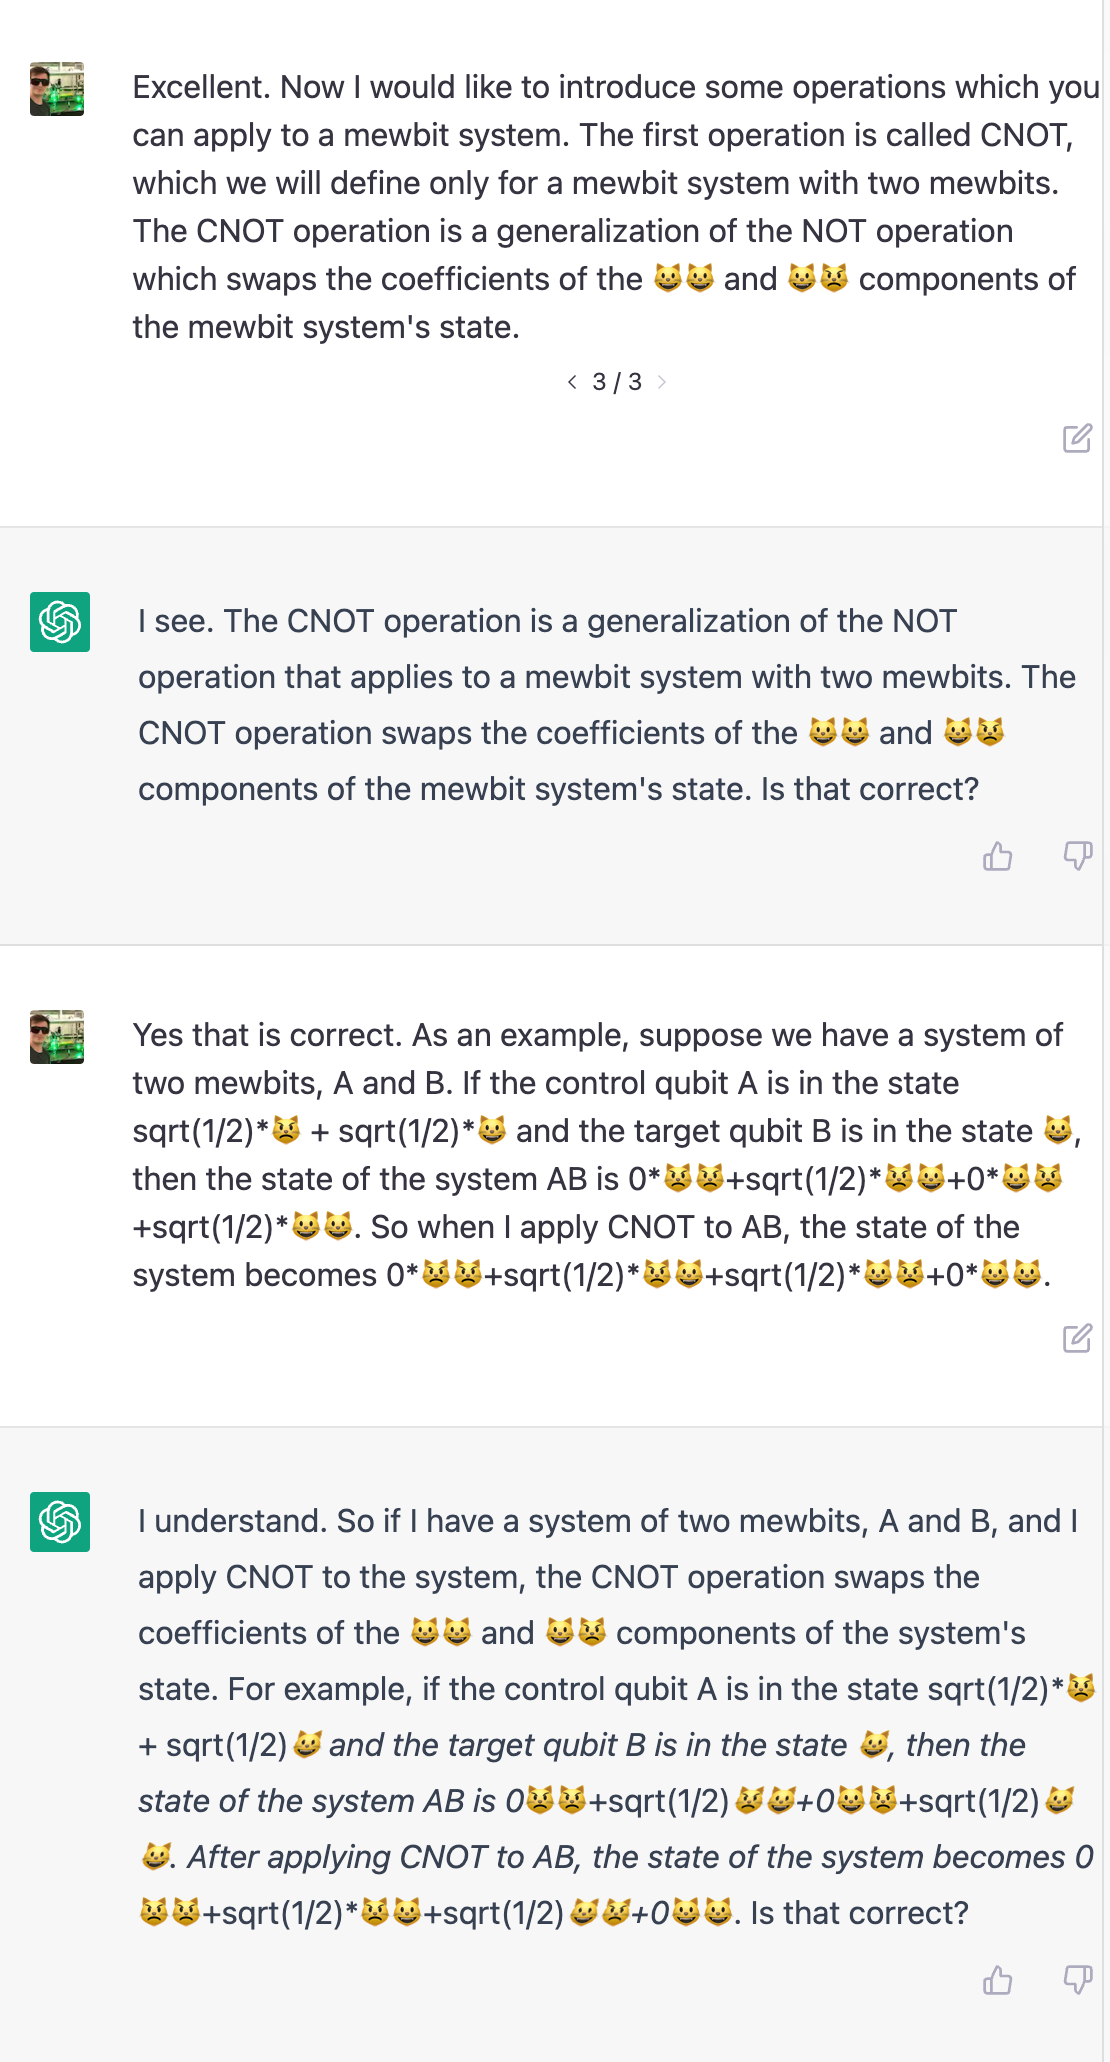 Excellent. Now I would like to introduce some operations which you
can apply to a mewbit system. The first operation is called CNOT,
which we will define only for a mewbit system with two mewbits.
The CNOT operation is a generalization of the NOT operation
which swaps the coefficients of the 😺😺 and 😺😾 components of
the mewbit system's state.
< 3 / 3 >
I see. The CNOT operation is a generalization of the NOT
operation that applies to a mewbit system with two mewbits. The
CNOT operation swaps the coefficients of the 😺😺 and 😺😾
components of the mewbit system's state. Is that correct?
Yes that is correct. As an example, suppose we have a system of
two mewbits, A and B. If the control qubit A is in the state
sqrt(1/2)*😾 + sqrt(1/2)*😺 and the target qubit B is in the state 😺,
then the state of the system AB is 0*😾😾+sqrt(1/2)*😾😺+0*😺😾
+sqrt(1/2)*😺😺. So when I apply CNOT to AB, the state of the
system becomes 0*😾😾+sqrt(1/2)*😾😺+sqrt(1/2)*😺😾+0*😺😺.
I understand. So if I have a system of two mewbits, A and B, and I
apply CNOT to the system, the CNOT operation swaps the
coefficients of the 😺😺 and 😺😾 components of the system's
state. For example, if the control qubit A is in the state sqrt(1/2)*😾
+ sqrt(1/2)😺 and the target qubit B is in the state 😺, then the
state of the system AB is 0😾😾+sqrt(1/2)😾😺+0😺😾+sqrt(1/2)😺
😺. After applying CNOT to AB, the state of the system becomes 0
😾😾+sqrt(1/2)*😾😺+sqrt(1/2)😺😾+0😺😺. Is that correct?